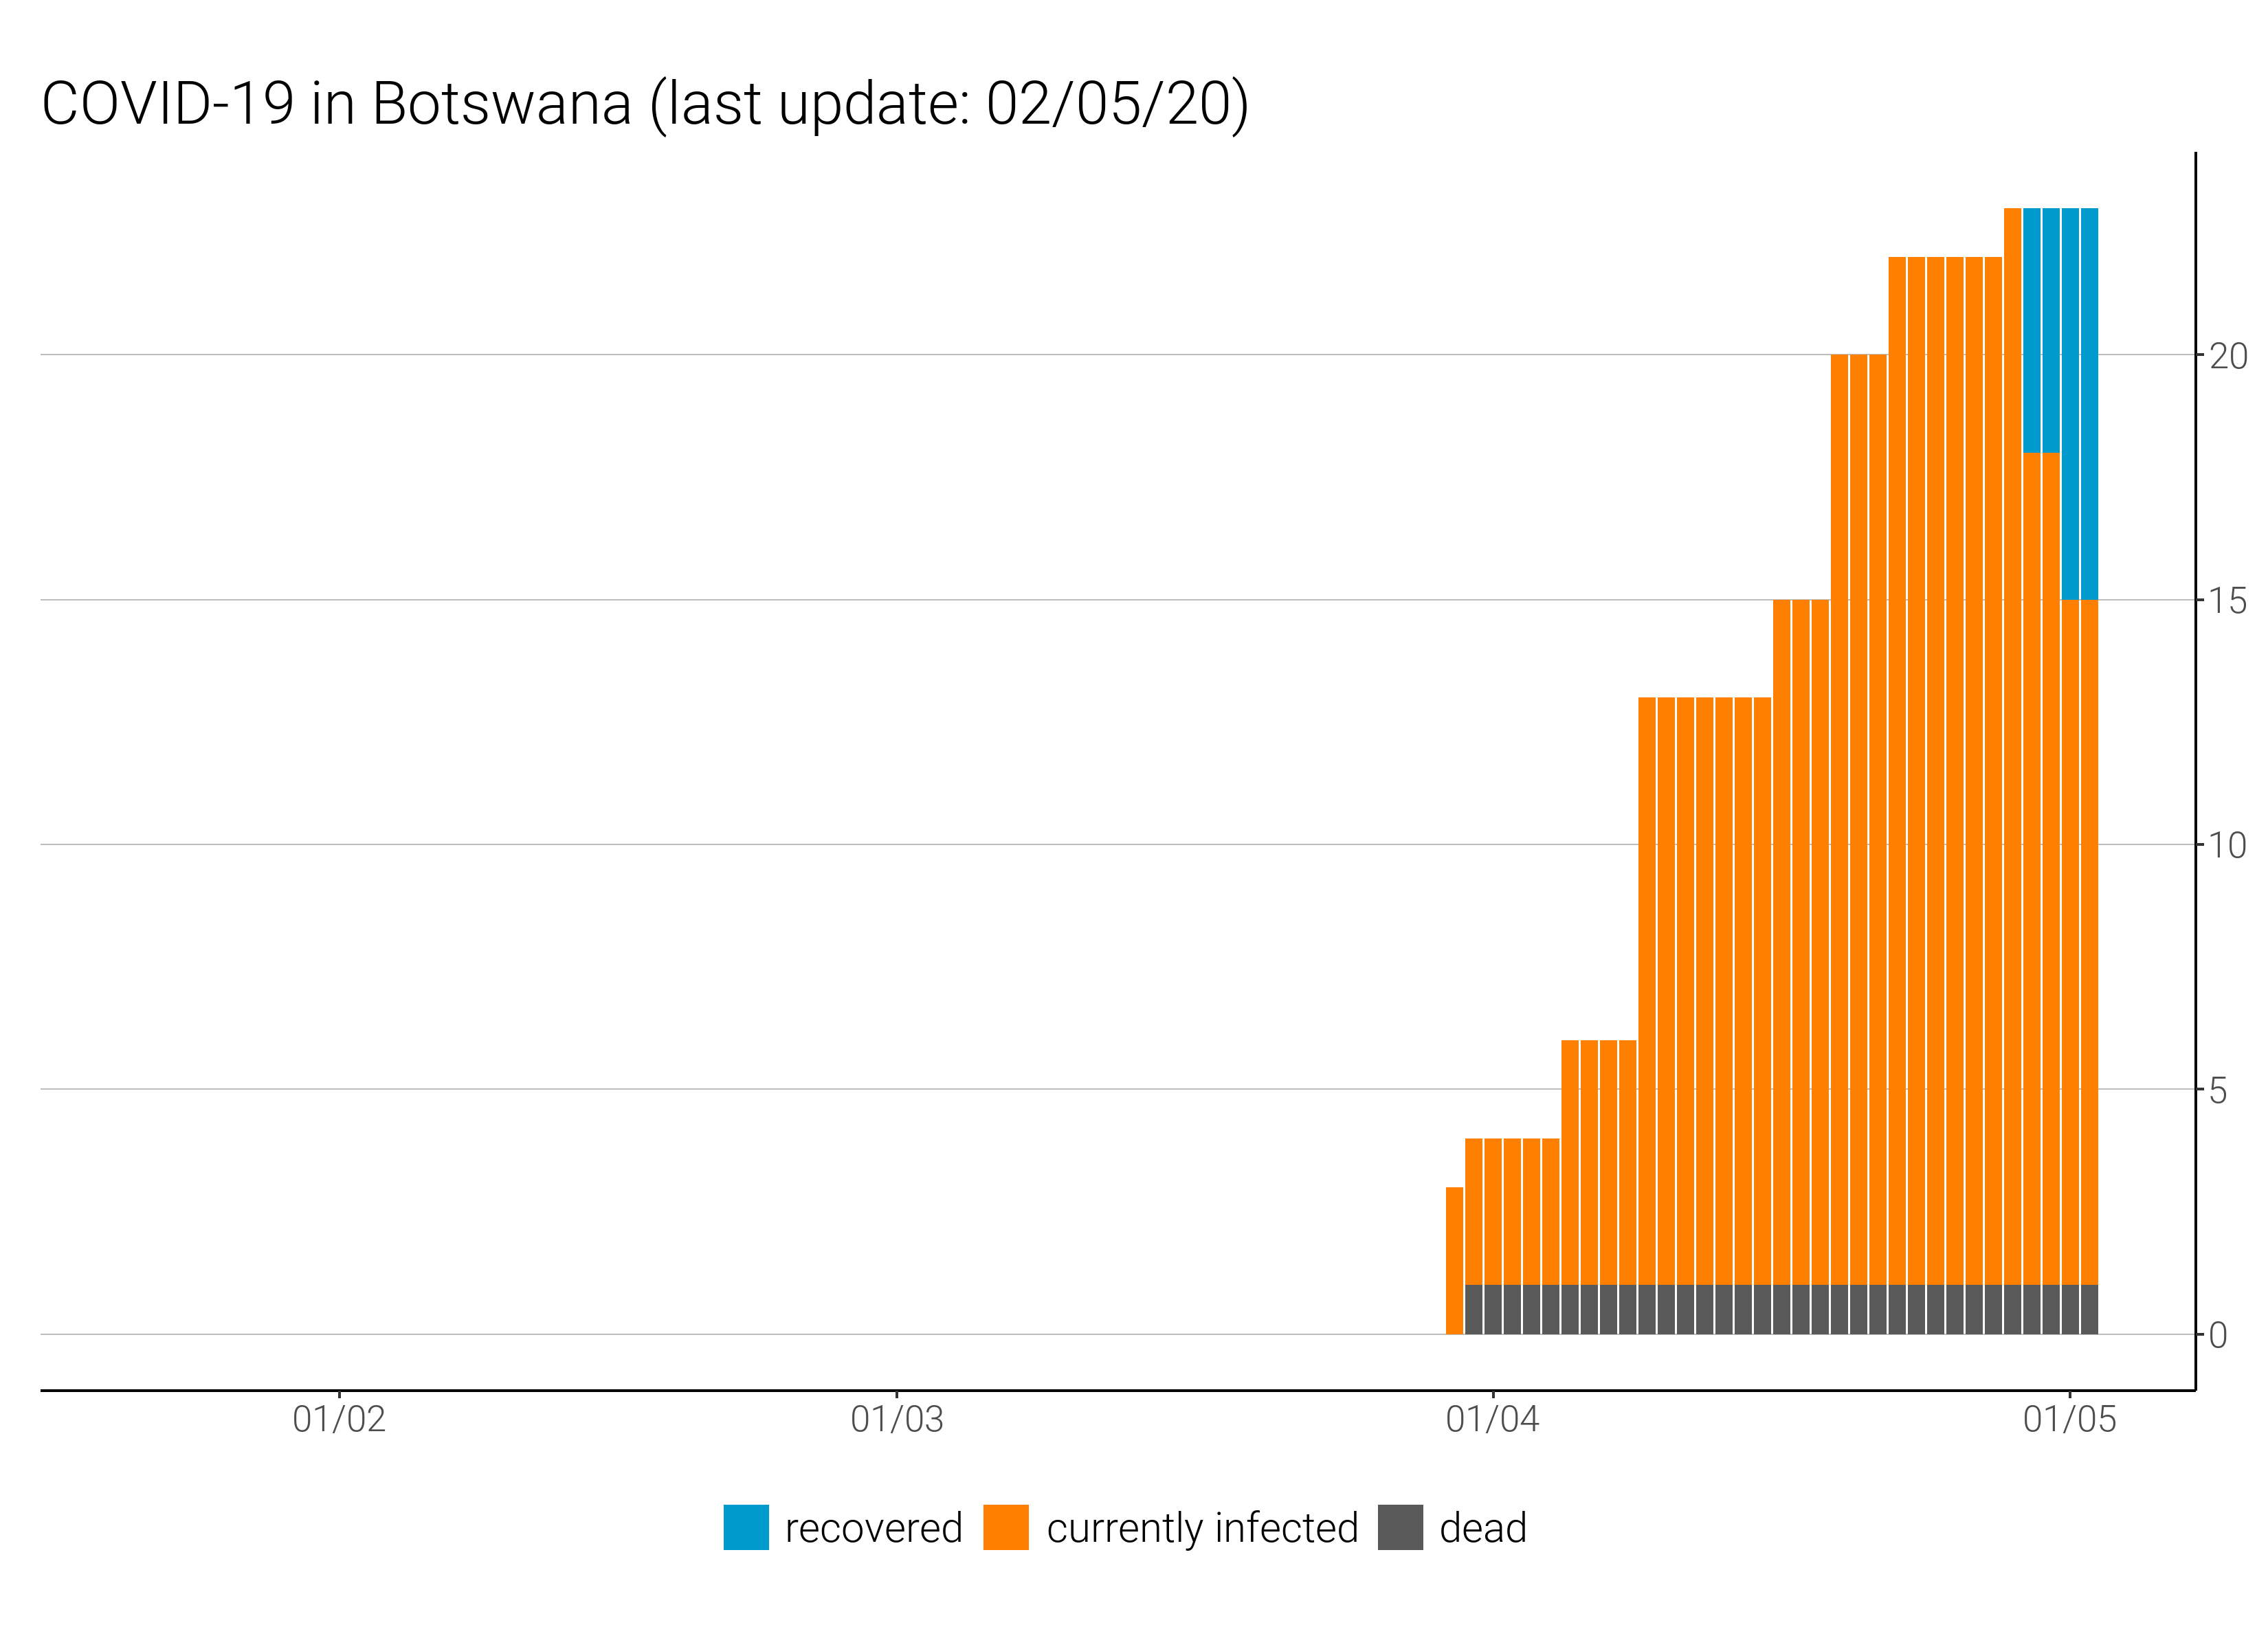 COVID-19 in Botswana (last update: 02/05/20)
20
15
10
5
0
01/02 01/03 01/04 01/05
recovered currently infected dead